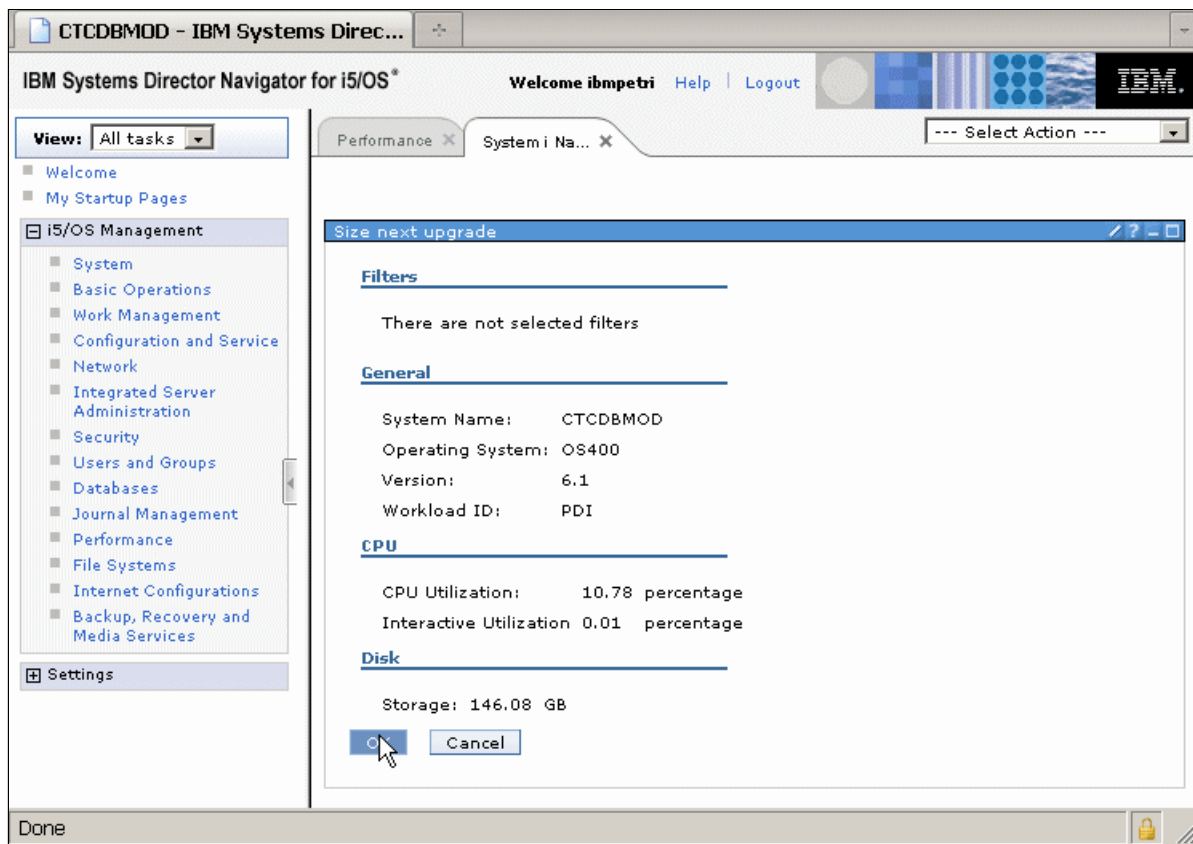 CTCDBMOD - IBM Systems Direc...
IBM Systems Director Navigator for i5/OS®
Welcome ibmpetri Help | Logout
IBM.
View: All tasks
Performance
System i Na...
--- Select Action ---
Welcome
My Startup Pages
i5/OS Management
System
Basic Operations
Work Management
Configuration and Service
Network
Integrated Server
Administration
Security
Users and Groups
Databases
Journal Management
Performance
File Systems
Internet Configurations
Backup, Recovery and
Media Services
Settings
Size next upgrade
Filters
There are not selected filters
General
System Name: CTCDBMOD
Operating System: OS400
Version: 6.1
Workload ID: PDI
CPU
CPU Utilization: 10.78 percentage
Interactive Utilization 0.01 percentage
Disk
Storage: 146.08 GB
Cancel
Done